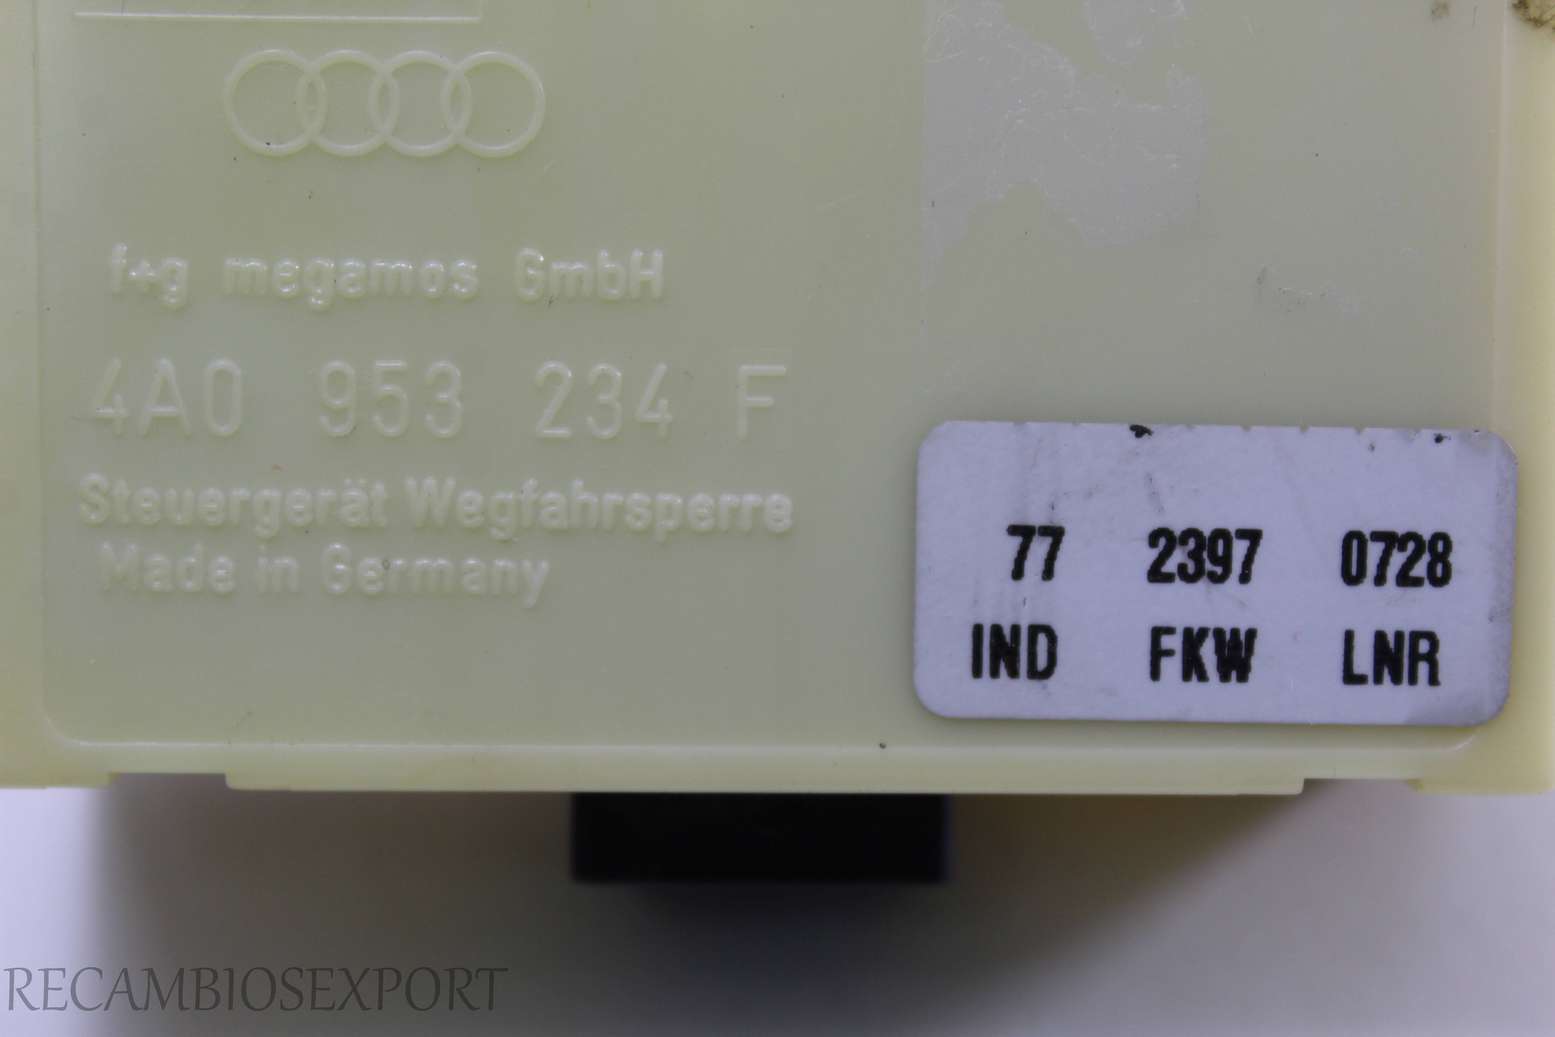 f+g megamos GmbH
4A0 953 234 F
Steuergerät Wegfahrsperre
Made in Germany
77 2397 0728
IND FKW LNR
RECAMBIOSEXPORT